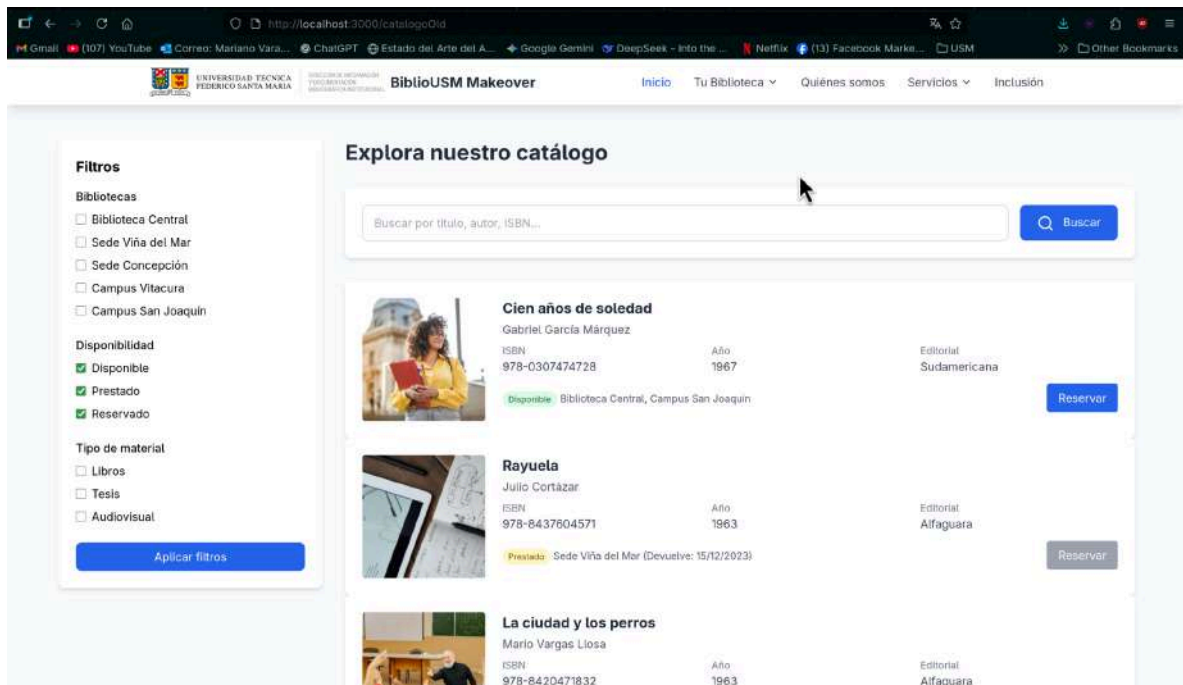 http://localhost:3000/catalogoOld
Gmail
(107) YouTube
Correo: Mariano Vara...
ChatGPT
Estado del Arte del A...
Google Gemini
DeepSeek – Into the ...
Netflix
(13) Facebook Marke...
USM
Other Bookmarks
UNIVERSIDAD TECNICA
FEDERICO SANTA MARIA
BiblioUSM Makeover
Inicio
Tu Biblioteca
Quiénes somos
Servicios
Inclusión
Filtros
Bibliotecas
Biblioteca Central
Sede Viña del Mar
Sede Concepción
Campus Vitacura
Campus San Joaquín
Disponibilidad
Disponible
Prestado
Reservado
Tipo de material
Libros
Tesis
Audiovisual
Aplicar filtros
Explora nuestro catálogo
Buscar por título, autor, ISBN...
Buscar
Cien años de soledad
Gabriel García Márquez
ISBN Año Editorial
978-0307474728 1967 Sudamericana
Disponible Biblioteca Central, Campus San Joaquín
Reservar
Rayuela
Julio Cortázar
ISBN Año Editorial
978-8437604571 1963 Alfaguara
Prestado Sede Viña del Mar (Devuelve: 15/12/2023)
Reservar
La ciudad y los perros
Mario Vargas Llosa
ISBN Año Editorial
978-8420471832 1963 Alfaguara